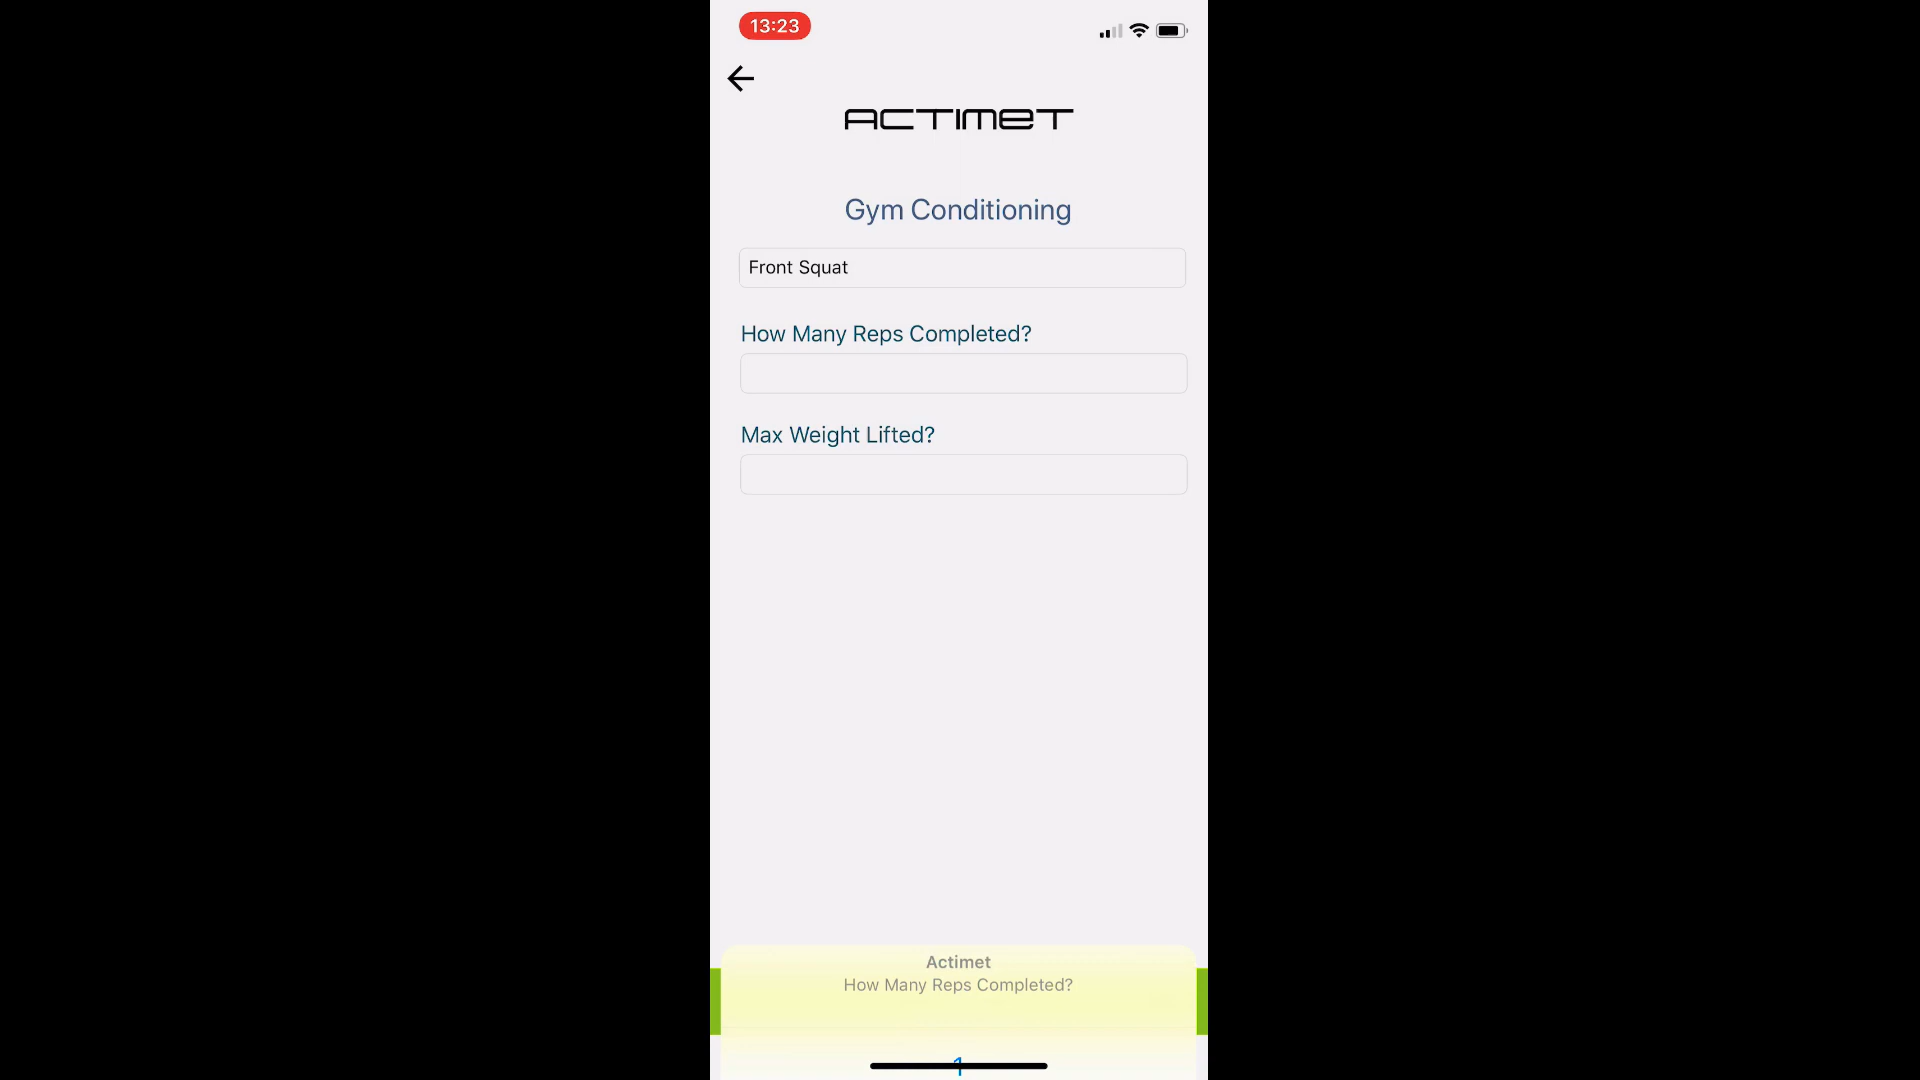 13:23
ACTIMET
Gym Conditioning
Front Squat
How Many Reps Completed?
Max Weight Lifted?
Actimet
How Many Reps Completed?
1